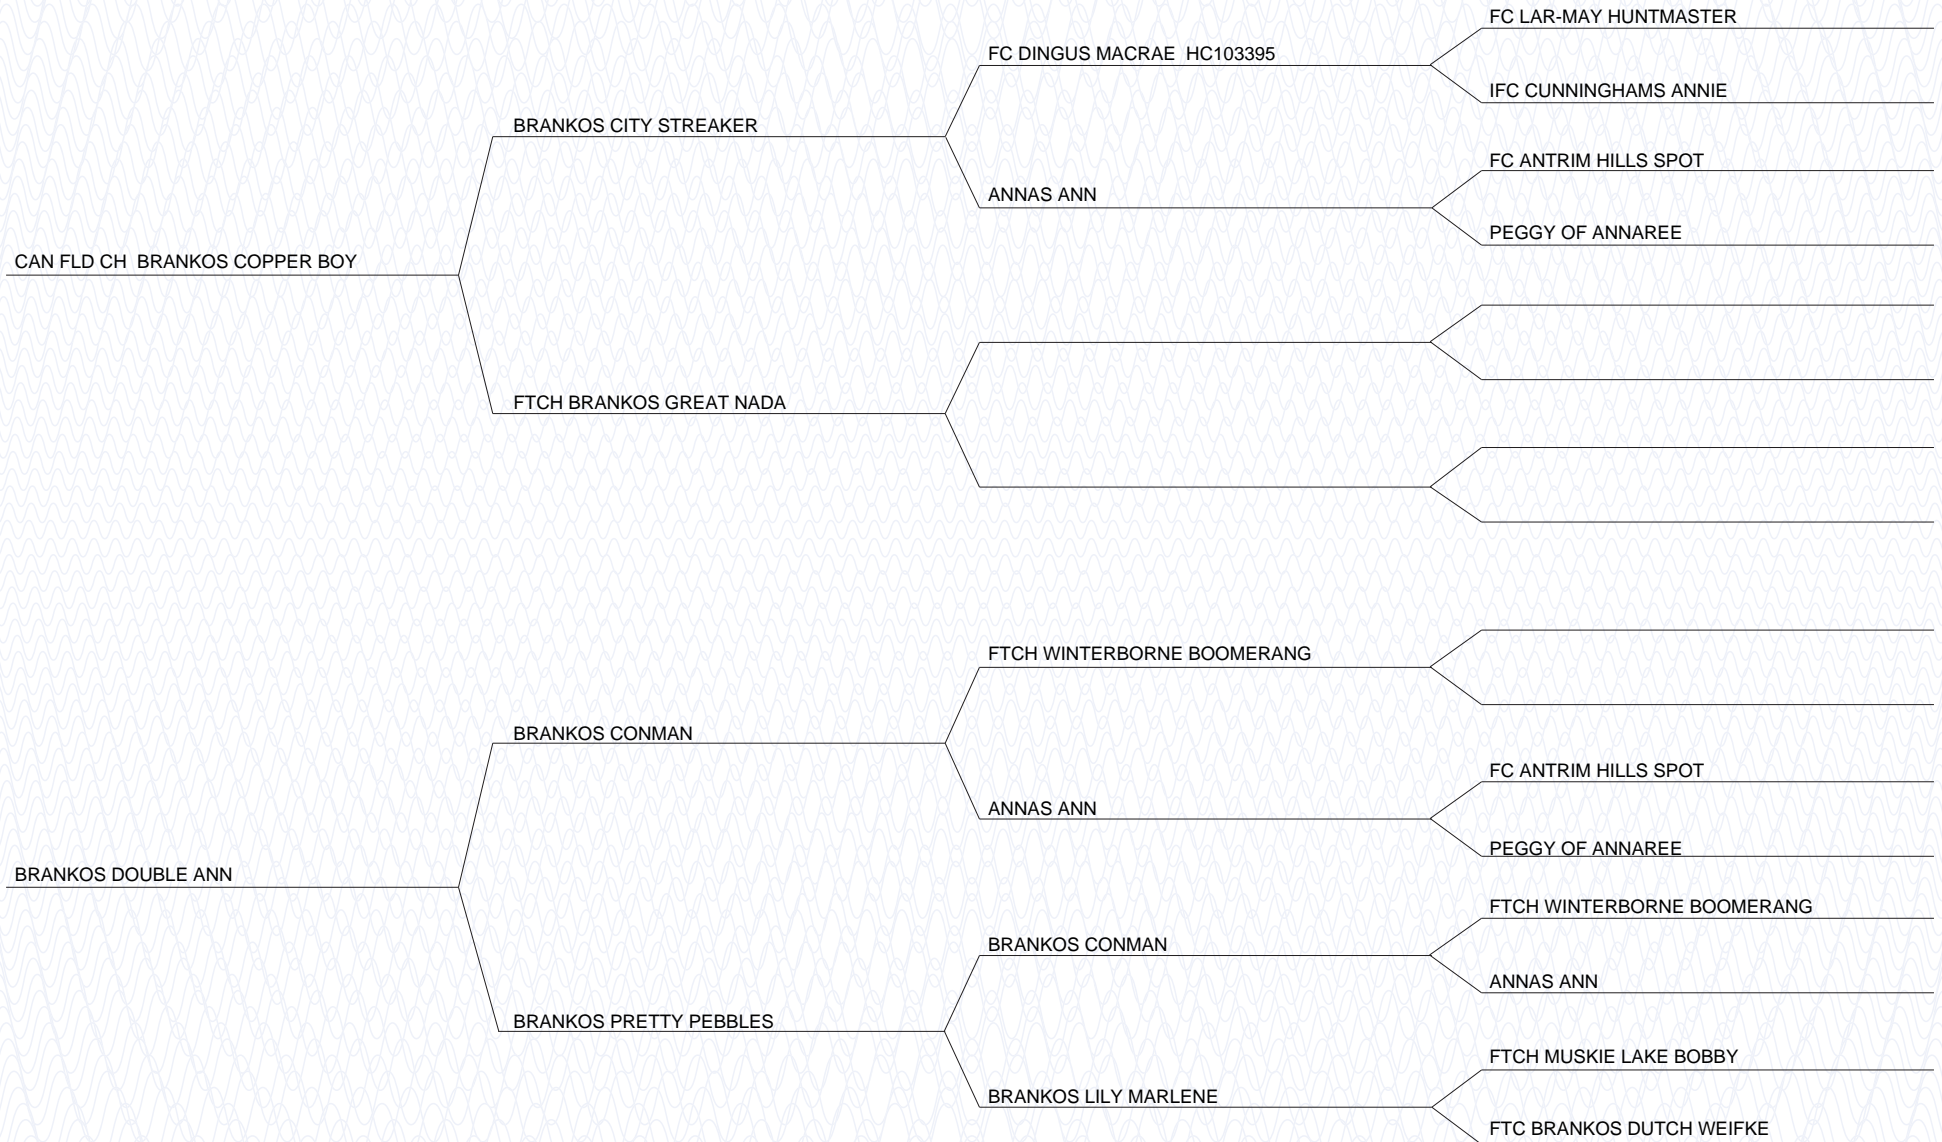 FC LAR-MAY HUNTMASTER
FC DINGUS MACRAE  HC103395
IFC CUNNINGHAMS ANNIE
BRANKOS CITY STREAKER
FC ANTRIM HILLS SPOT
ANNAS ANN
PEGGY OF ANNAREE
CAN FLD CH  BRANKOS COPPER BOY
FTCH BRANKOS GREAT NADA
FTCH WINTERBORNE BOOMERANG
BRANKOS CONMAN
FC ANTRIM HILLS SPOT
ANNAS ANN
PEGGY OF ANNAREE
BRANKOS DOUBLE ANN
FTCH WINTERBORNE BOOMERANG
BRANKOS CONMAN
ANNAS ANN
BRANKOS PRETTY PEBBLES
FTCH MUSKIE LAKE BOBBY
BRANKOS LILY MARLENE
FTC BRANKOS DUTCH WEIFKE